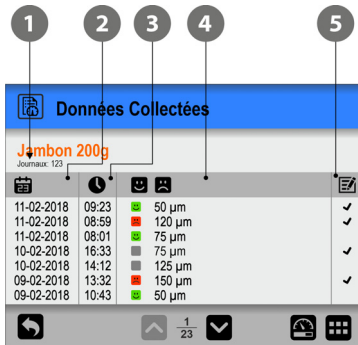 1 2 3 4 5
Données Collectées
Jambon 200g
Journaux: 123
23
11-02-2018 09:23 50 µm
11-02-2018 08:59 120 µm
11-02-2018 08:01 75 µm
10-02-2018 16:33 75 µm
10-02-2018 14:12 125 µm
09-02-2018 13:32 150 µm
09-02-2018 10:43 50 µm
1
23